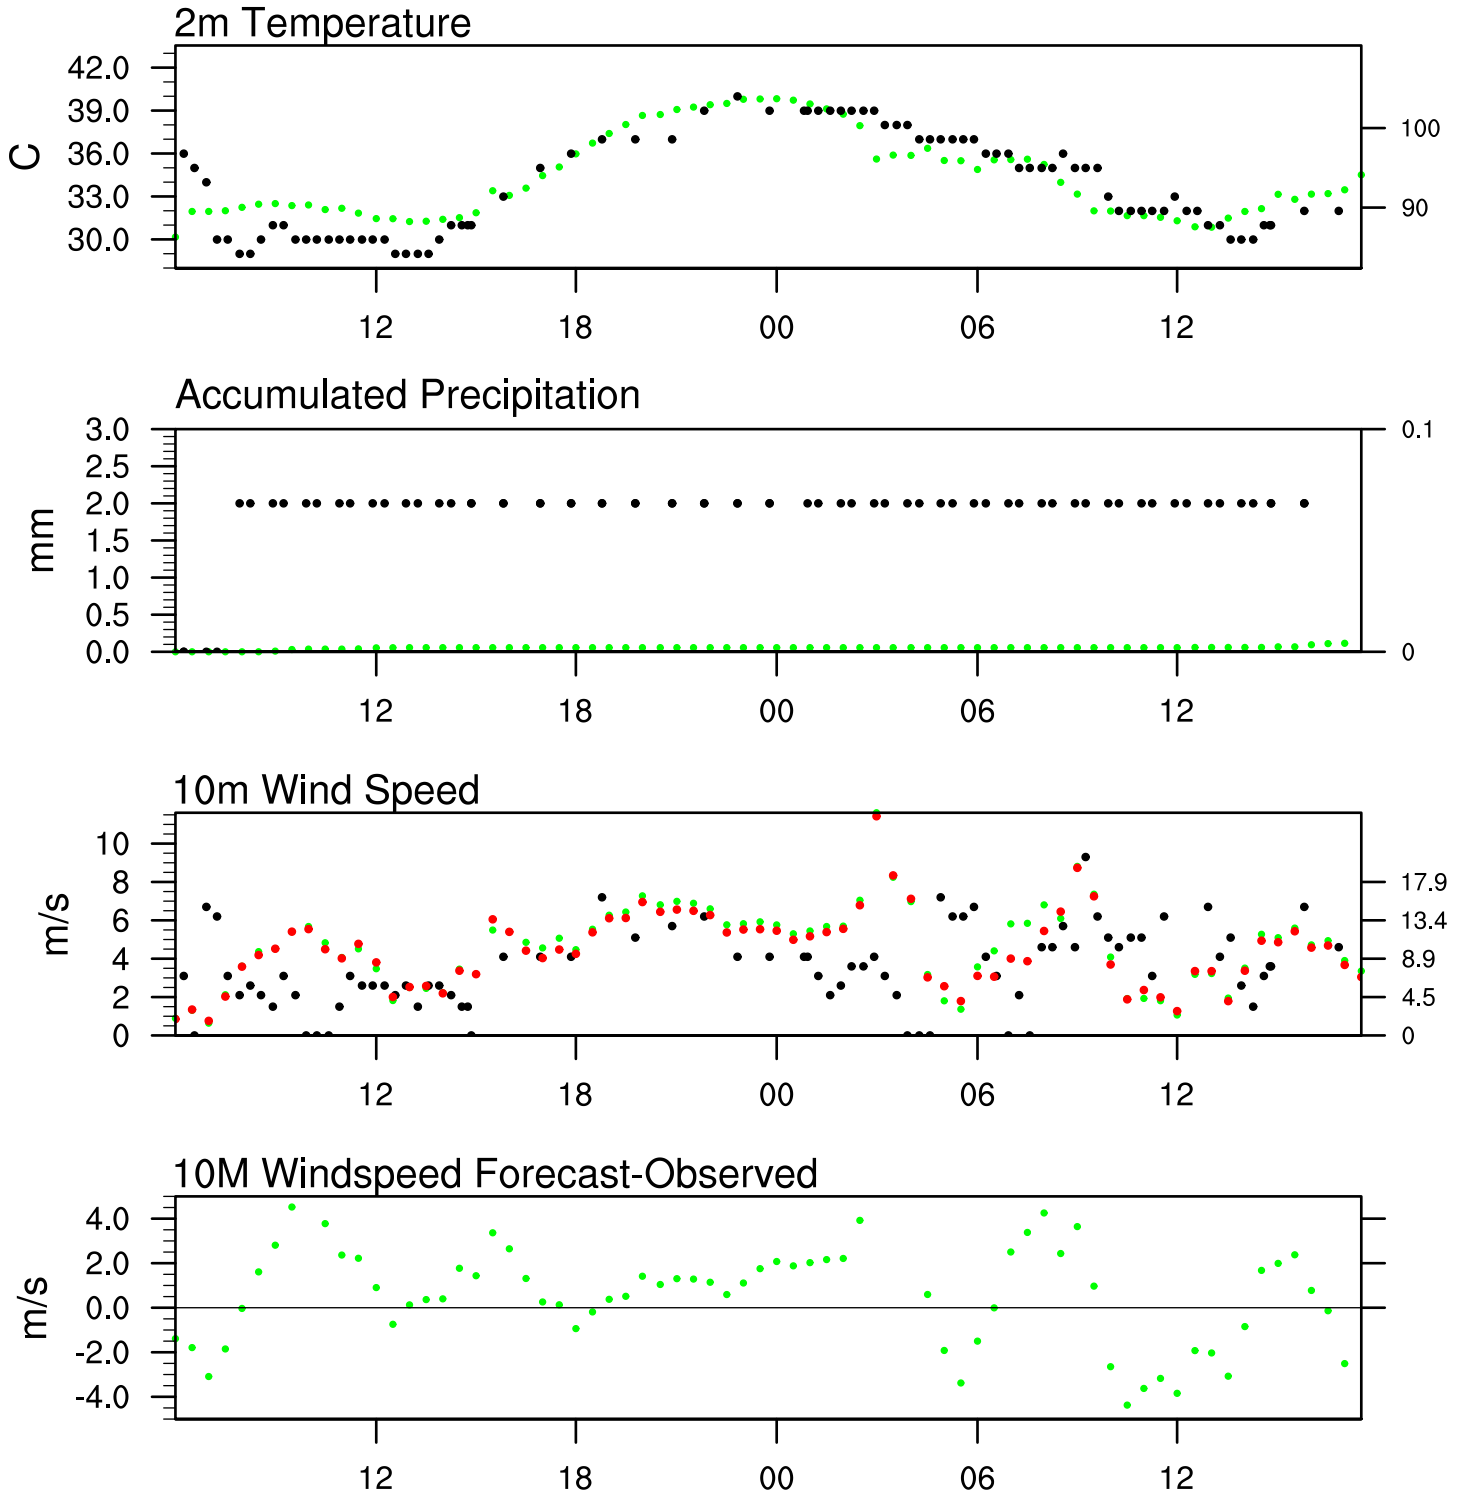 2m Temperature
42.0
39.0
36.0
33.0
30.0
C
100
90
12 18 00 06 12
Accumulated Precipitation
3.0
2.5
2.0
1.5
1.0
0.5
0.0
mm
0.1
0
12 18 00 06 12
10m Wind Speed
10
8
6
4
2
0
m/s
17.9
13.4
8.9
4.5
0
12 18 00 06 12
10M Windspeed Forecast-Observed
4.0
2.0
0.0
-2.0
-4.0
m/s
12 18 00 06 12